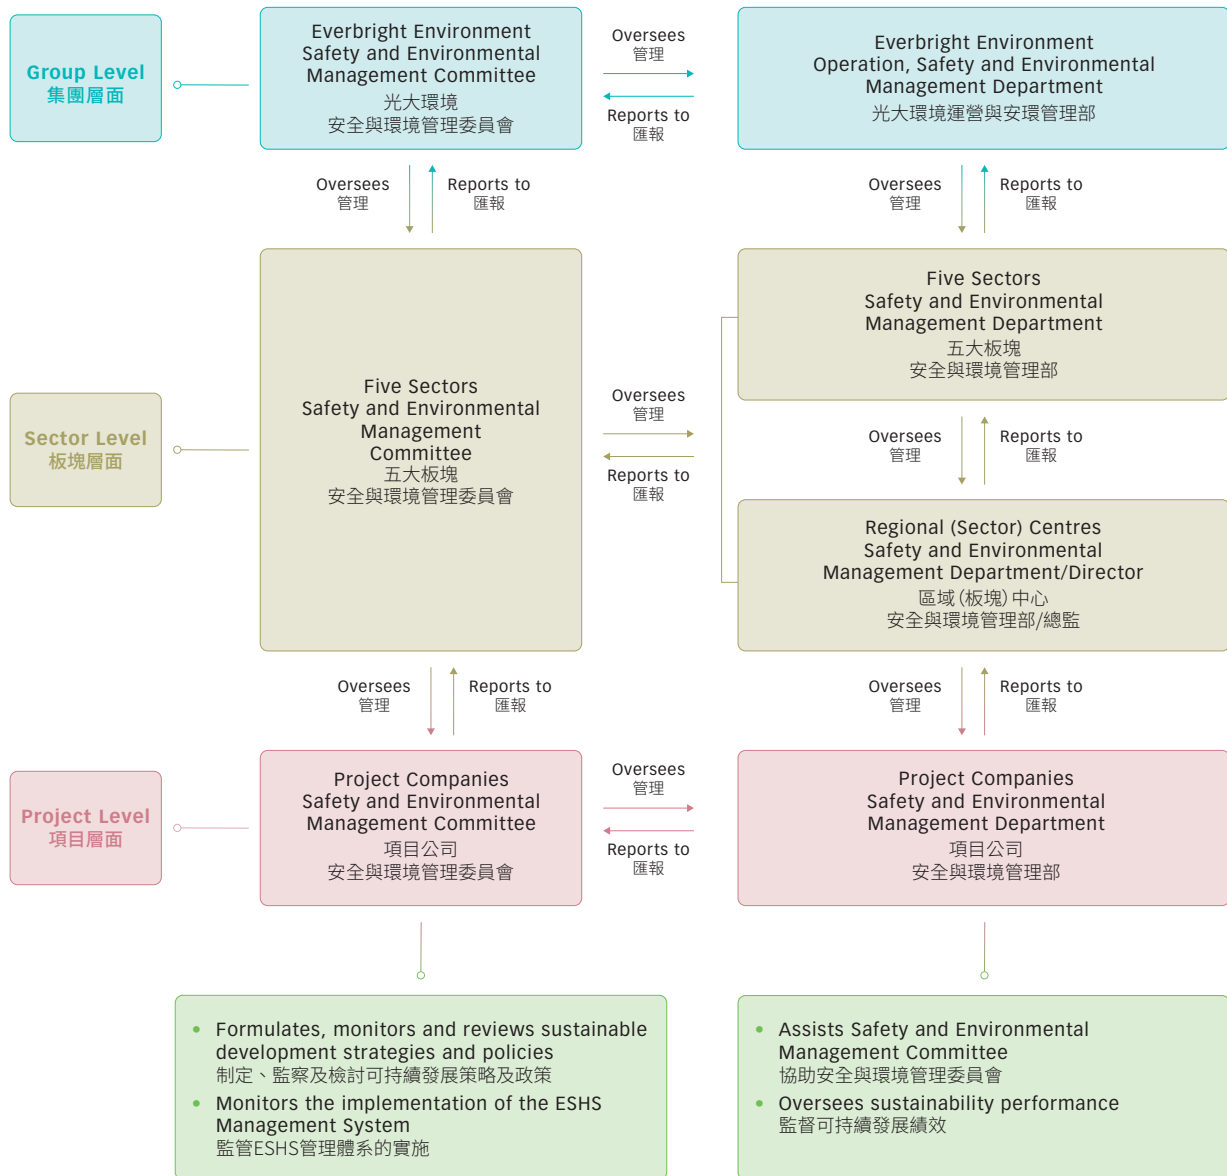 Group Level
集團層面
Everbright Environment
Safety and Environmental
Management Committee
光大環境
安全與環境管理委員會
Oversees
管理
Reports to
匯報
Everbright Environment
Operation, Safety and Environmental
Management Department
光大環境運營與安環管理部
Oversees
管理
Reports to
匯報
Oversees
管理
Reports to
匯報
Sector Level
板塊層面
Five Sectors
Safety and Environmental
Management
Committee
五大板塊
安全與環境管理委員會
Oversees
管理
Reports to
匯報
Five Sectors
Safety and Environmental
Management Department
五大板塊
安全與環境管理部
Oversees
管理
Reports to
匯報
Regional (Sector) Centres
Safety and Environmental
Management Department/Director
區域(板塊)中心
安全與環境管理部/總監
Oversees
管理
Reports to
匯報
Oversees
管理
Reports to
匯報
Project Level
項目層面
Project Companies
Safety and Environmental
Management Committee
項目公司
安全與環境管理委員會
Oversees
管理
Reports to
匯報
Project Companies
Safety and Environmental
Management Department
項目公司
安全與環境管理部
• Formulates, monitors and reviews sustainable
development strategies and policies
制定、監察及檢討可持續發展策略及政策
• Monitors the implementation of the ESHS
Management System
監管ESHS管理體系的實施
• Assists Safety and Environmental
Management Committee
協助安全與環境管理委員會
• Oversees sustainability performance
監督可持續發展績效